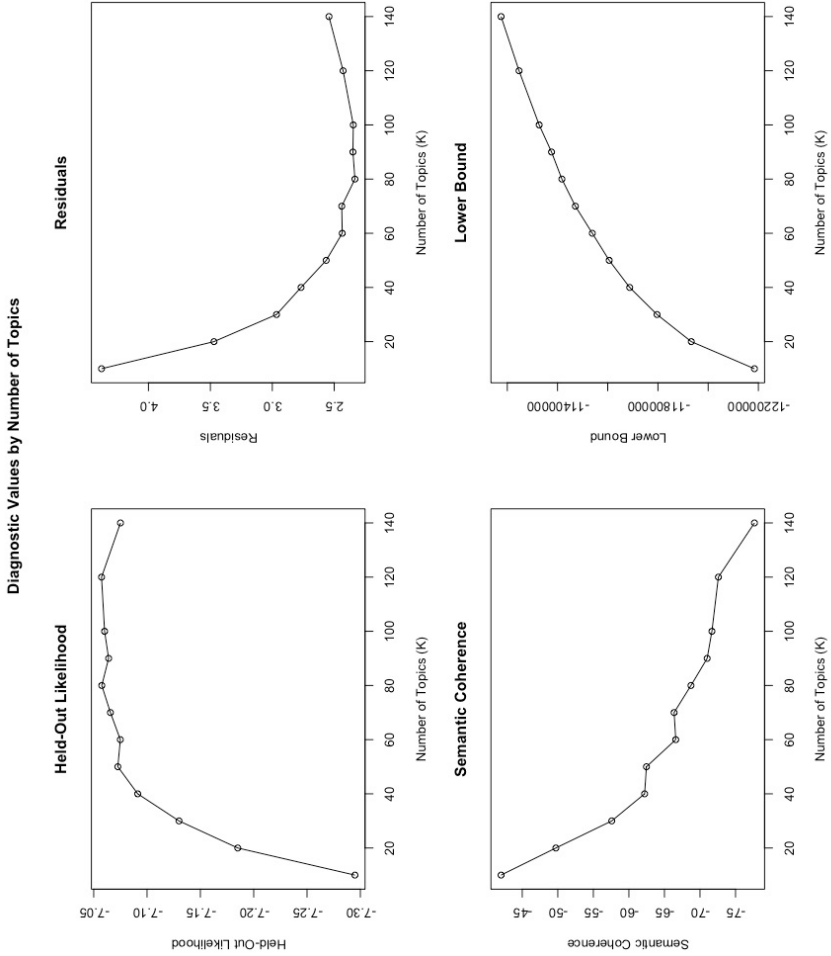 Diagnostic Values by Number of Topics
Held-Out Likelihood
Held-Out Likelihood
-7.30 -7.25 -7.20 -7.15 -7.10 -7.05
20 40 60 80 100 120 140
Number of Topics (K)
Residuals
Residuals
2.5 3.0 3.5 4.0
20 40 60 80 100 120 140
Number of Topics (K)
Semantic Coherence
Semantic Coherence
-75 -70 -65 -60 -55 -50 -45
20 40 60 80 100 120 140
Number of Topics (K)
Lower Bound
Lower Bound
-12200000 -11800000 -11400000
20 40 60 80 100 120 140
Number of Topics (K)